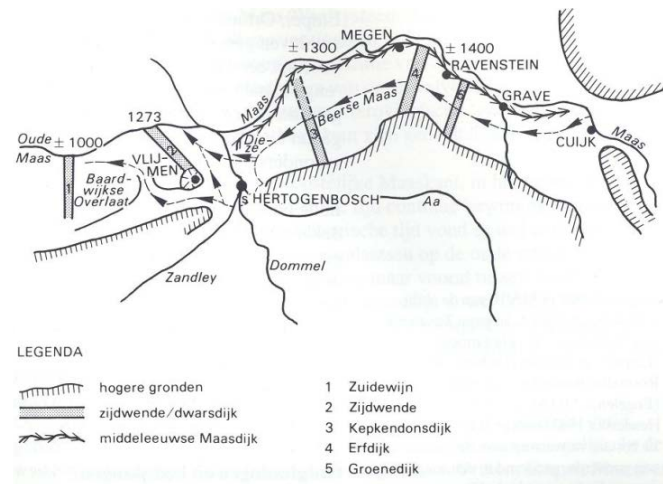 MEGEN
± 1300
± 1400
RAVENSTEIN
GRAVE
CUIJK
Maas
Maas
Beerse Maas
Die-
ze
1273
Oude
Maas
± 1000
VLIJ-
MEN
Baard-
wijkse
Overlaat
's HERTOGENBOSCH
Aa
Zandley
Dommel
1
2
3
4
5
LEGENDA
hogere gronden
zijdwende/dwarsdijk
middeleeuwse Maasdijk
1 Zuidewijn
2 Zijdwende
3 Kepkendonsdijk
4 Erfdijk
5 Groenedijk